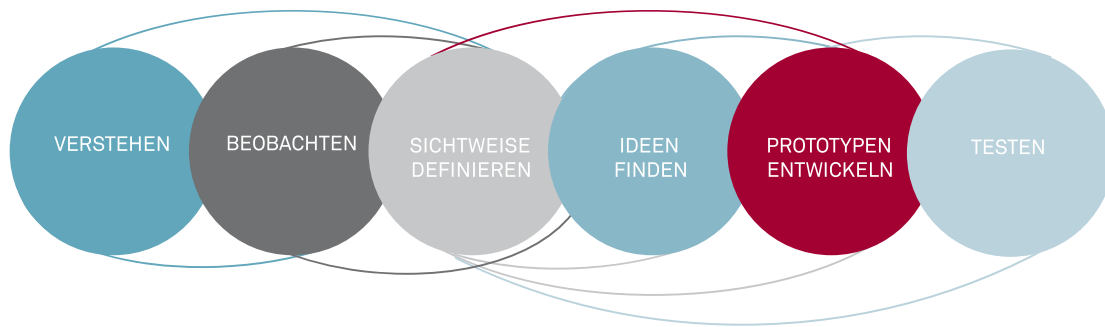 VERSTEHEN
BEOBACHTEN
SICHTWEISE
DEFINIEREN
IDEEN
FINDEN
PROTOTYPEN
ENTWICKELN
TESTEN